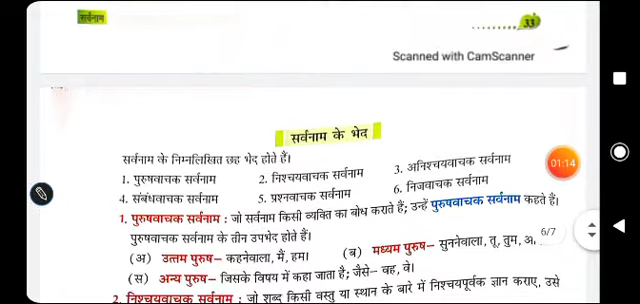 सर्वनाम
33
Scanned with CamScanner
सर्वनाम के भेद
सर्वनाम के निम्नलिखित छह भेद होते हैं।
1. पुरुषवाचक सर्वनाम 2. निश्चयवाचक सर्वनाम 3. अनिश्चयवाचक सर्वनाम
4. संबंधवाचक सर्वनाम 5. प्रश्नवाचक सर्वनाम 6. निजवाचक सर्वनाम
01:14
1. पुरुषवाचक सर्वनाम : जो सर्वनाम किसी व्यक्ति का बोध कराते हैं; उन्हें पुरुषवाचक सर्वनाम कहते हैं।
पुरुषवाचक सर्वनाम के तीन उपभेद होते हैं।
6/7
(अ) उत्तम पुरुष– कहनेवाला, मैं, हम। (ब) मध्यम पुरुष– सुननेवाला, तू, तुम,
(स) अन्य पुरुष– जिसके विषय में कहा जाता है; जैसे– वह, वे।
2. निश्चयवाचक सर्वनाम : जो शब्द किसी वस्तु या स्थान के बारे में निश्चयपूर्वक ज्ञान कराए, उसे